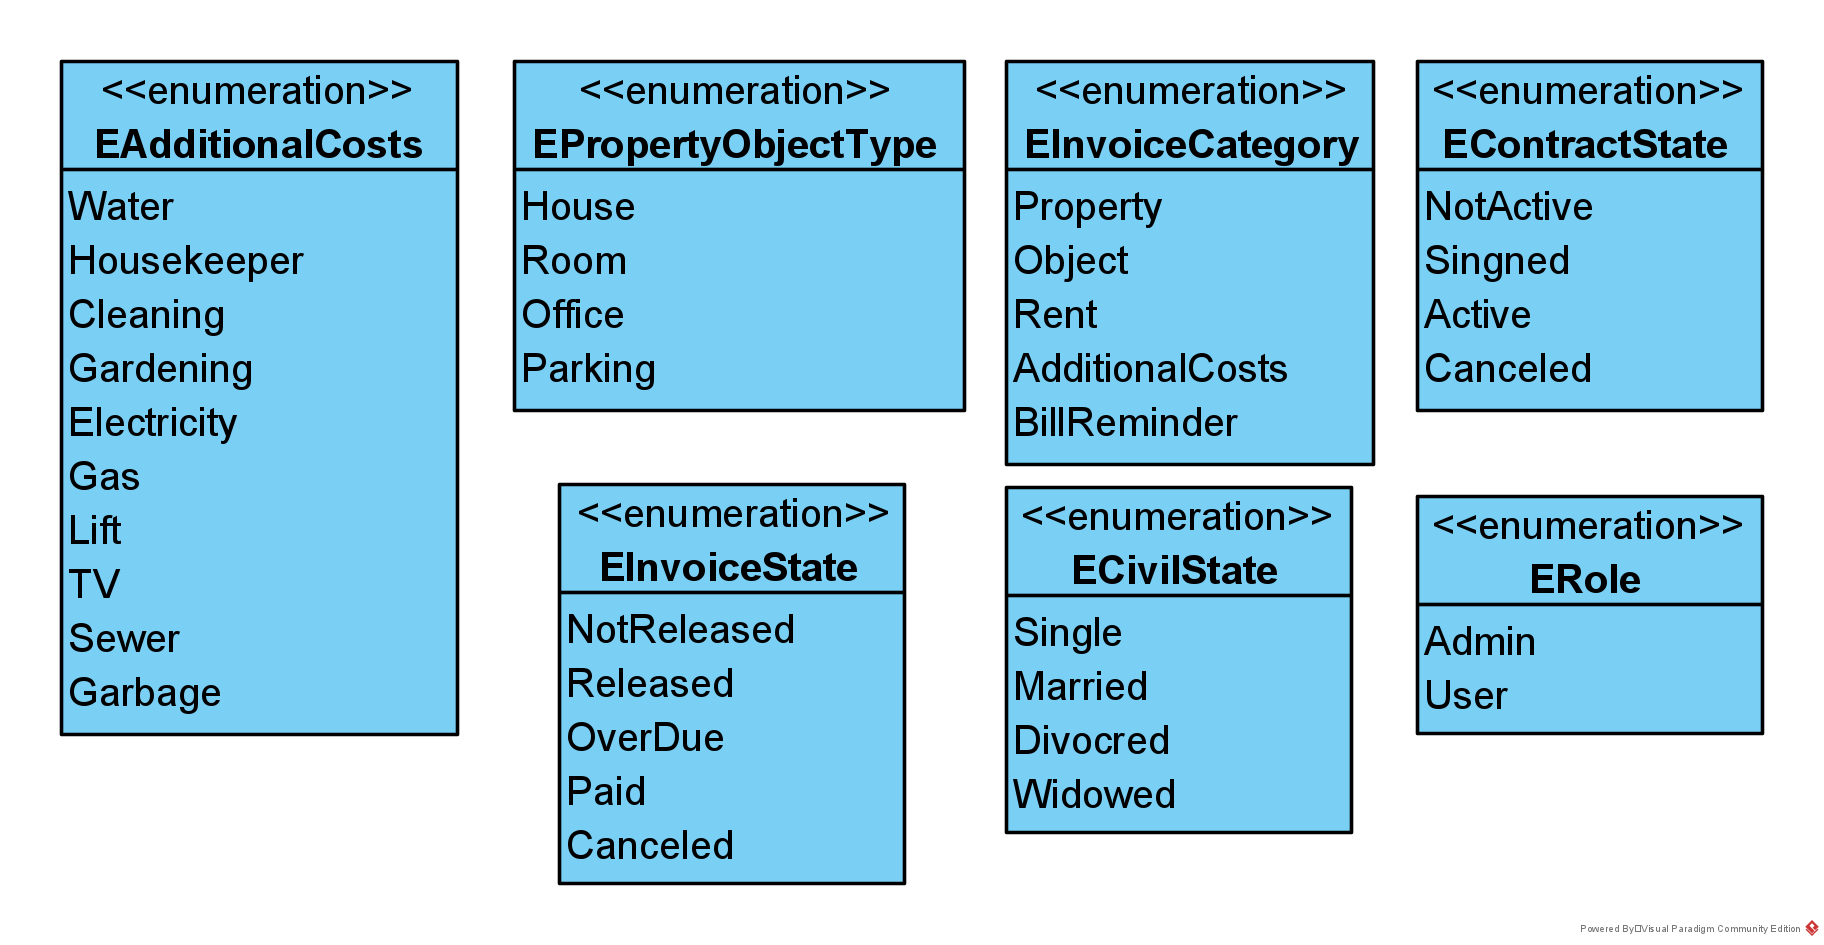 <<enumeration>>
EAdditionalCosts
Water
Housekeeper
Cleaning
Gardening
Electricity
Gas
Lift
TV
Sewer
Garbage
<<enumeration>>
EPropertyObjectType
House
Room
Office
Parking
<<enumeration>>
EInvoiceCategory
Property
Object
Rent
AdditionalCosts
BillReminder
<<enumeration>>
EContractState
NotActive
Singned
Active
Canceled
<<enumeration>>
EInvoiceState
NotReleased
Released
OverDue
Paid
Canceled
<<enumeration>>
ECivilState
Single
Married
Divocred
Widowed
<<enumeration>>
ERole
Admin
User
Powered By□Visual Paradigm Community Edition